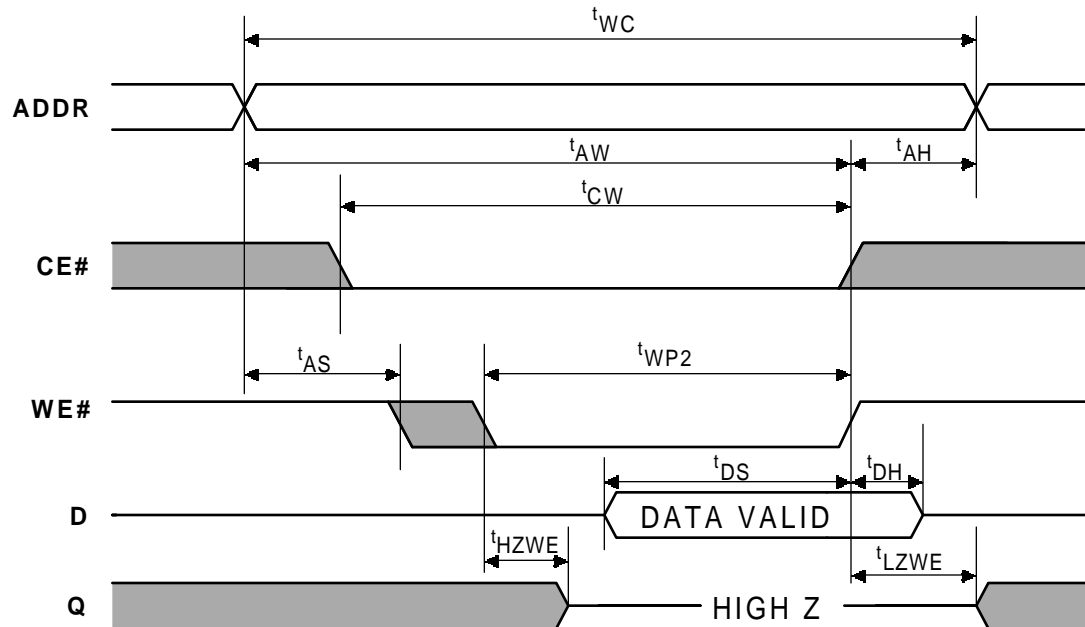 tWC
ADDR
tAW
tAH
tCW
CE#
tAS
tWP2
WE#
tDS
tDH
D
DATA VALID
tHZWE
tLZWE
Q
HIGH Z